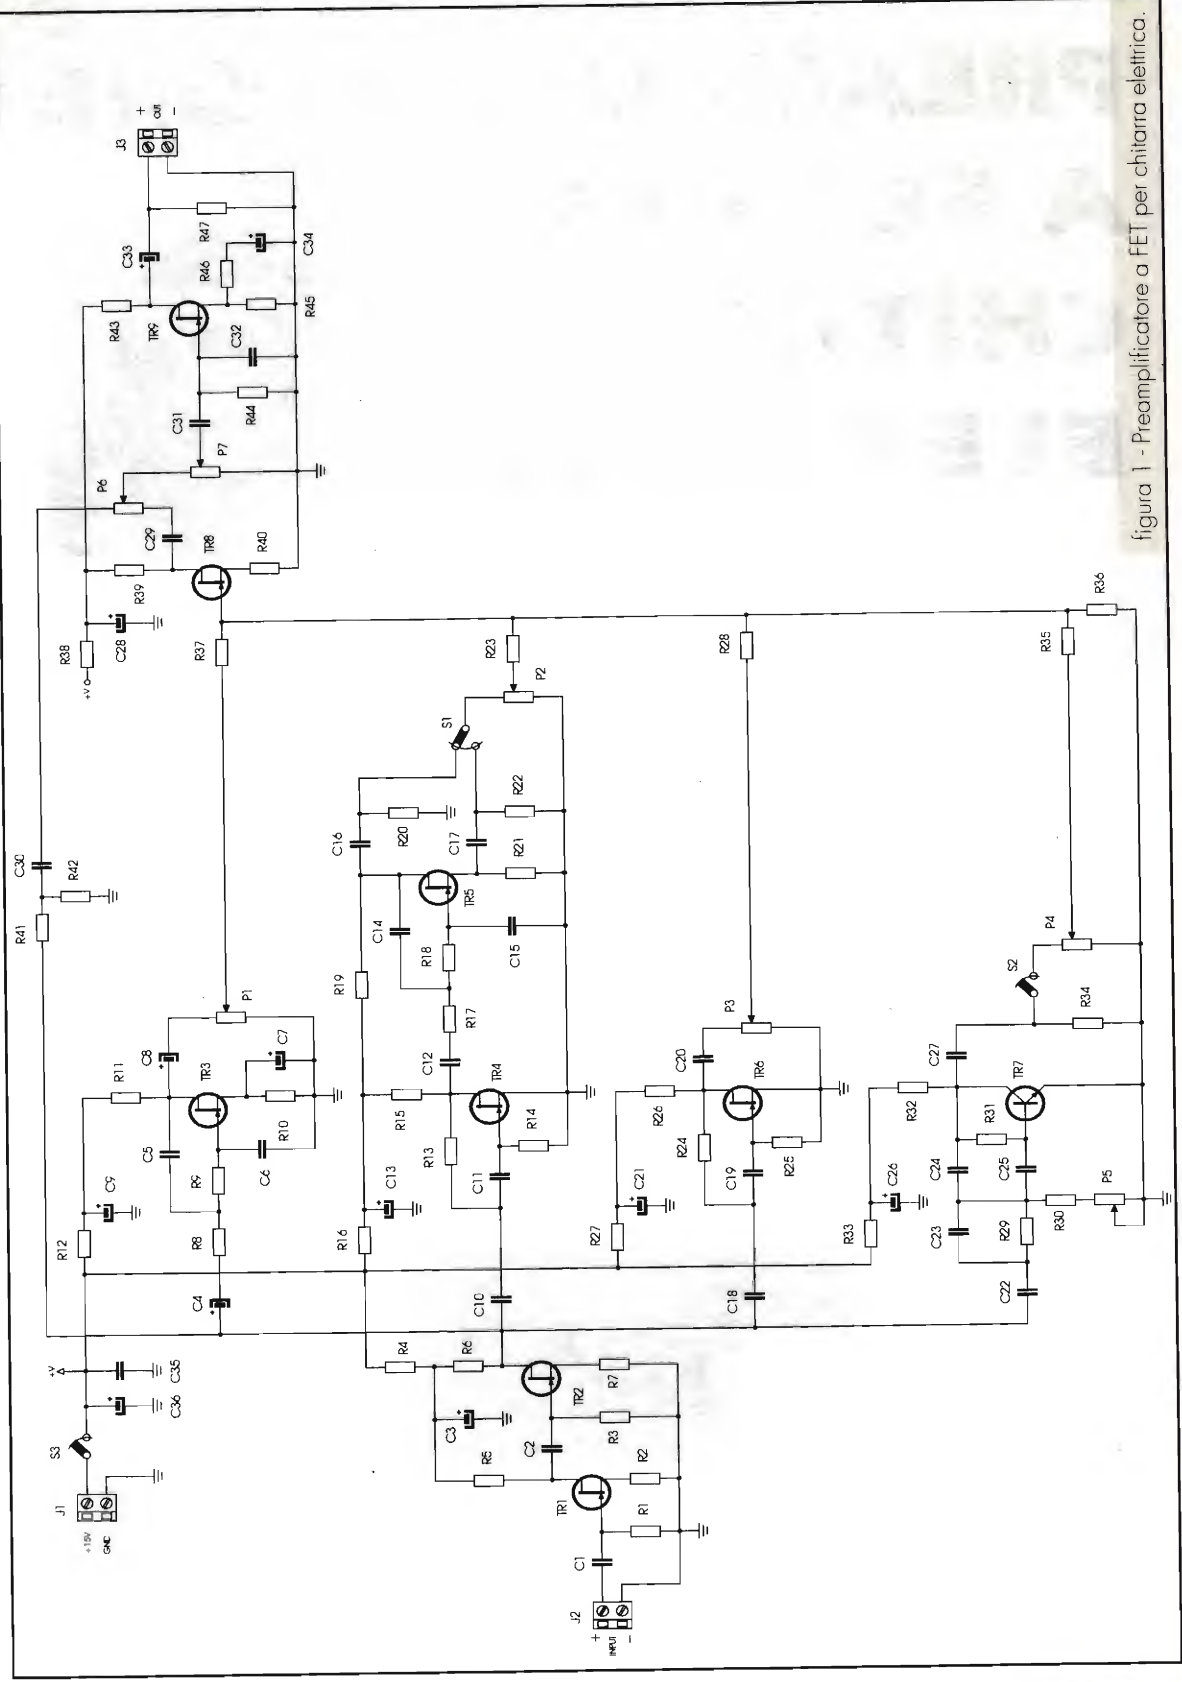 J1
+15V
GND
S3
C36
C35
+V
R12
C9
R11
C4
R8
R9
C5
C6
TR3
R10
C8
C7
P1
R41
C30
R42
R37
R38
+V
C28
R39
TR8
R40
C29
P6
P7
C31
R44
C32
TR9
R43
R45
R46
C33
R47
C34
J3
+
OUT
-
R16
C13
R15
R19
R13
C11
C10
R14
TR4
C12
R17
R18
C14
C15
TR5
C16
C17
R20
R21
R22
S1
P2
R23
J2
+
INPUT
-
C1
R1
TR1
R2
R5
C2
C3
R3
TR2
R7
R4
R6
R27
C21
R26
R24
C18
C19
R25
TR6
C20
P3
R28
R33
C26
R32
C22
R29
C23
R30
P5
C24
C25
R31
TR7
C27
R34
S2
P4
R35
R36
figura 1 - Preamplificatore a FET per chitarra elettrica.